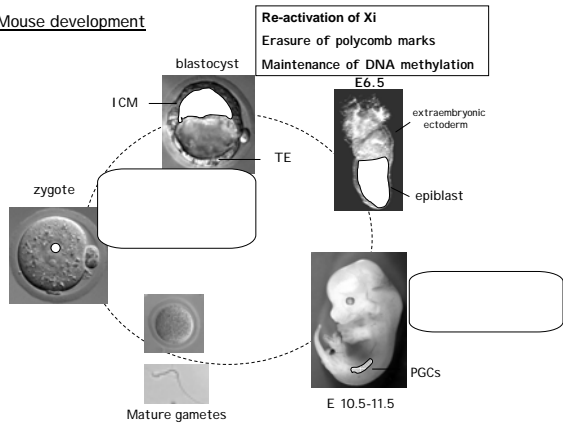 Mouse development
Re-activation of Xi
Erasure of polycomb marks
Maintenance of DNA methylation
blastocyst
E6.5
ICM
extraembryonic
ectoderm
TE
zygote
epiblast
PGCs
E 10.5-11.5
Mature gametes